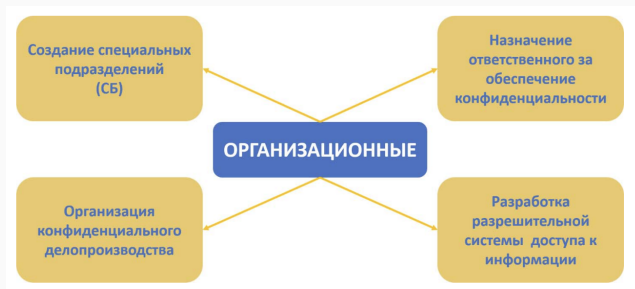 Создание специальных
подразделений
(СБ)
Назначение
ответственного за
обеспечение
конфиденциальности
ОРГАНИЗАЦИОННЫЕ
Организация
конфиденциального
делопроизводства
Разработка
разрешительной
системы доступа к
информации